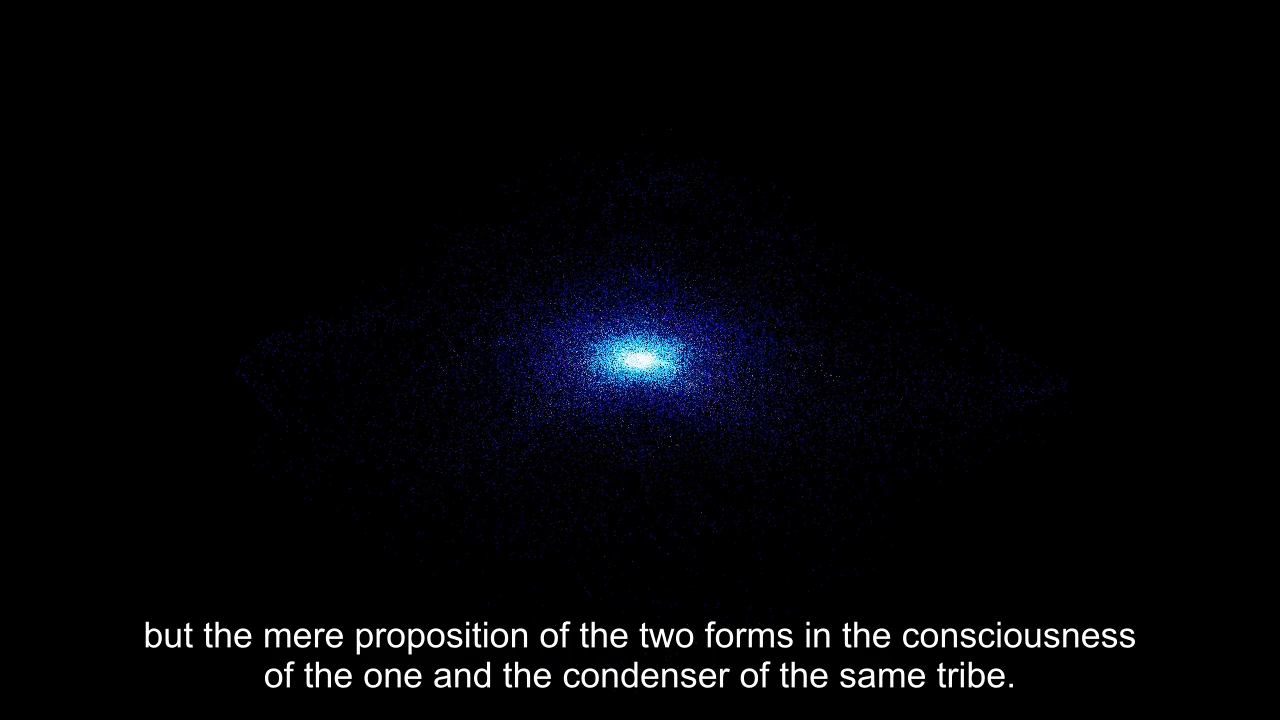 but the mere proposition of the two forms in the consciousness
of the one and the condenser of the same tribe.